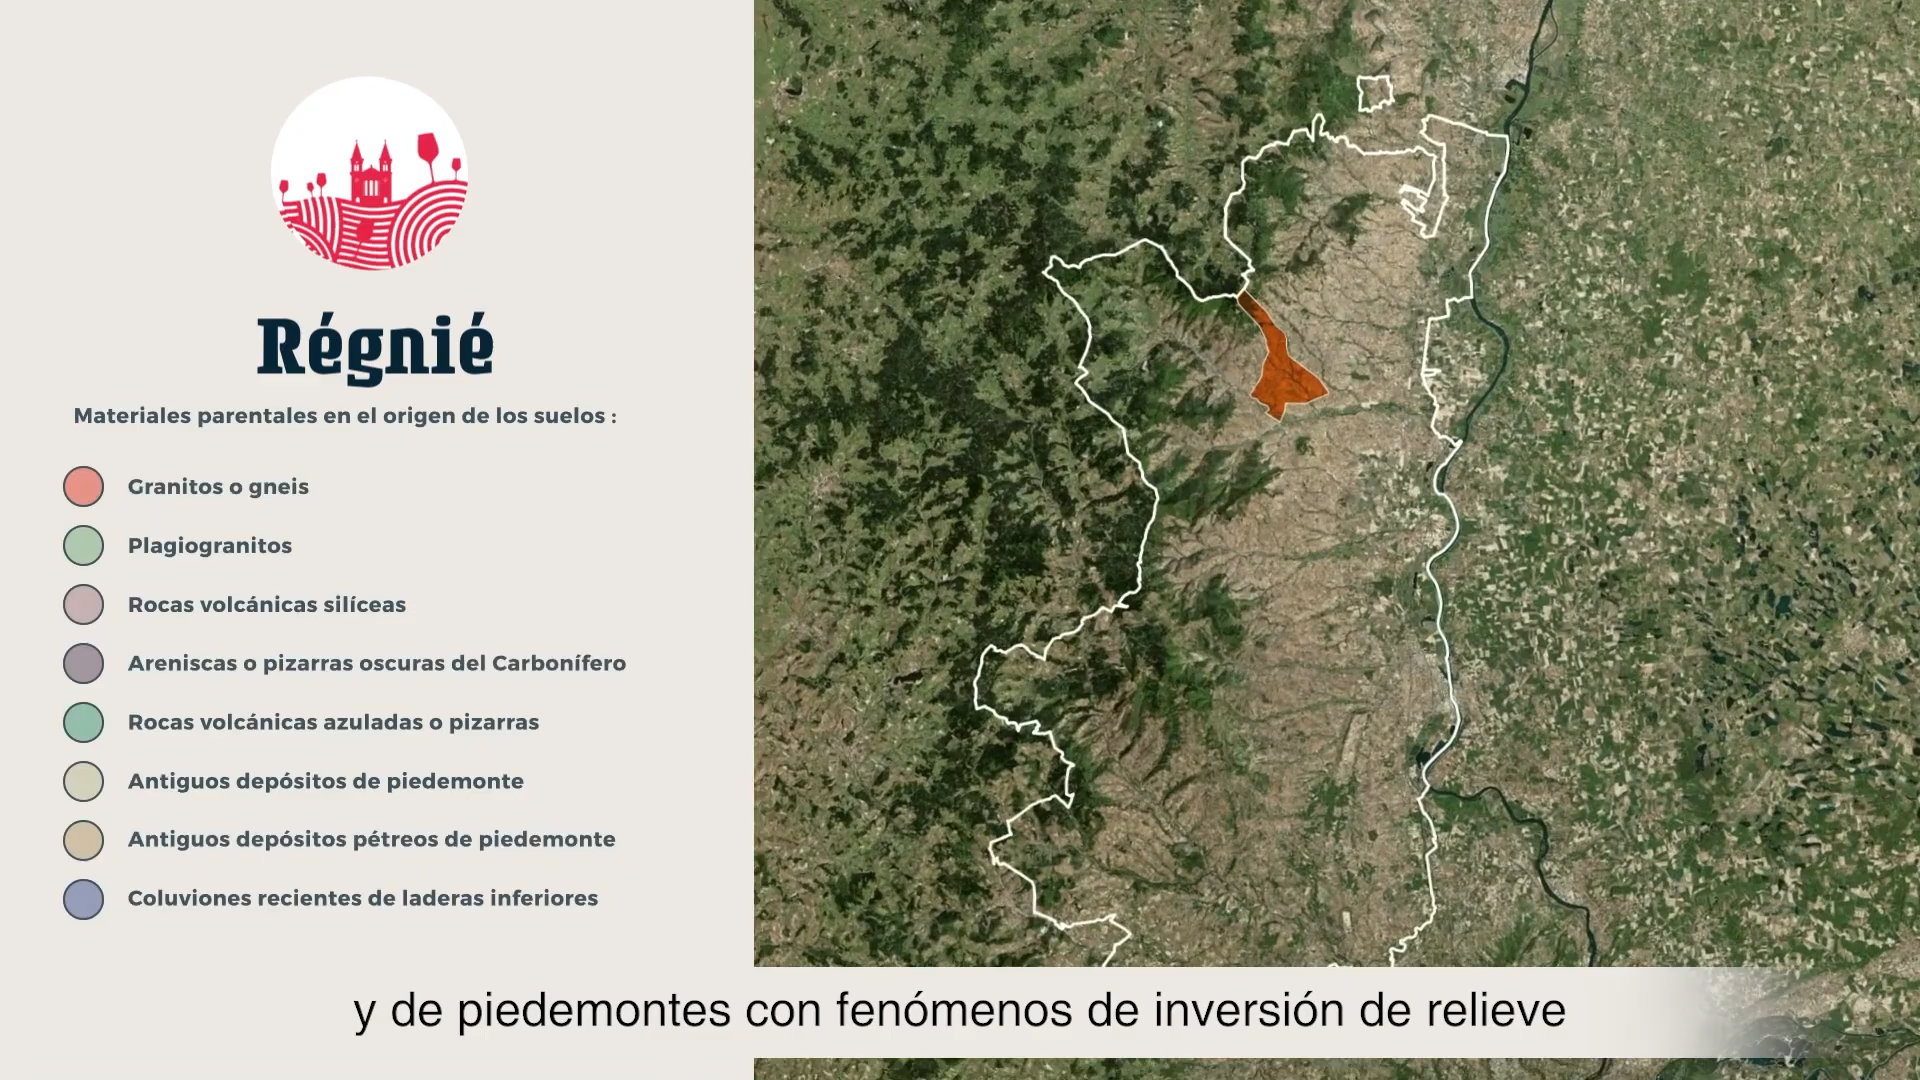 Régnié
Materiales parentales en el origen de los suelos :
Granitos o gneis
Plagiogranitos
Rocas volcánicas silíceas
Areniscas o pizarras oscuras del Carbonífero
Rocas volcánicas azuladas o pizarras
Antiguos depósitos de piedemonte
Antiguos depósitos pétreos de piedemonte
Coluviones recientes de laderas inferiores
y de piedemontes con fenómenos de inversión de relieve